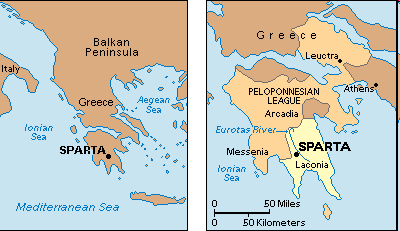 Balkan
Peninsula
Italy
Greece
Aegean
Sea
Ionian
Sea
SPARTA
Mediterranean Sea
Greece
Leuctra
PELOPONNESIAN
LEAGUE
Athens
Arcadia
Eurotas River
SPARTA
Messenia
Laconia
Ionian
Sea
0 50 Miles
0 50 Kilometers